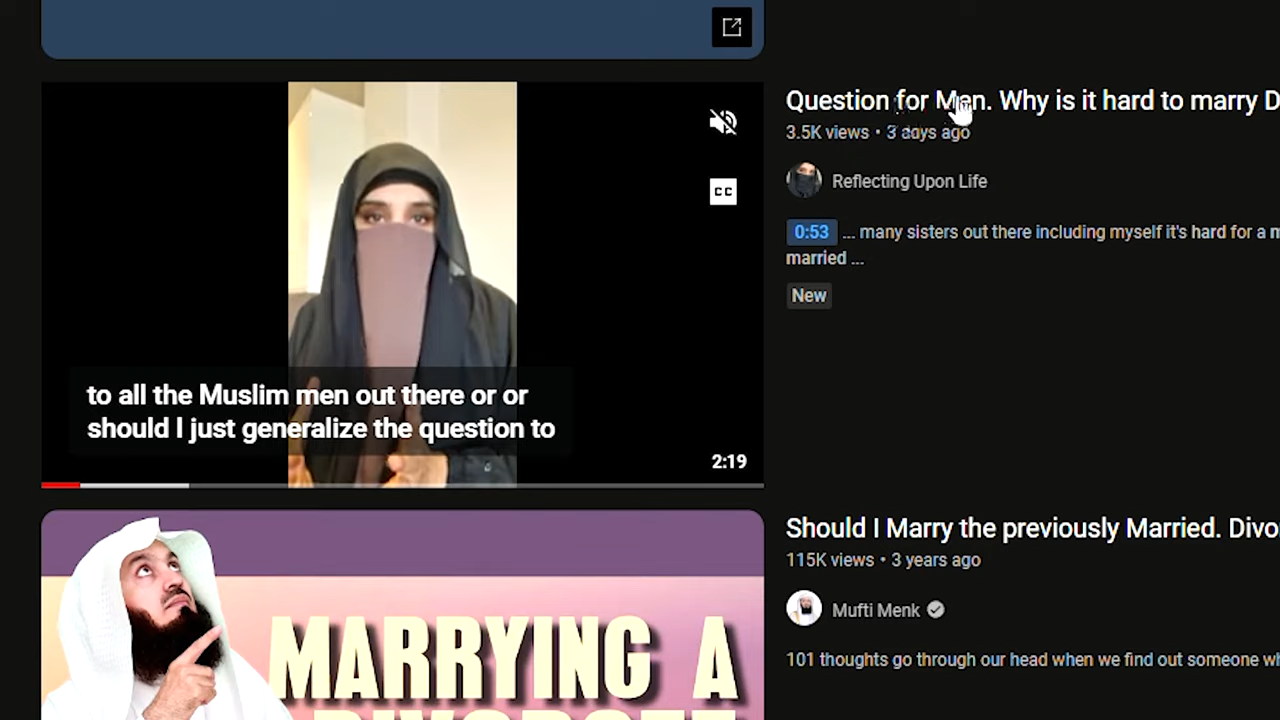 Question for Men. Why is it hard to marry D
3.5K views • 3 days ago
Reflecting Upon Life
0:53 ... many sisters out there including myself it's hard for a m
married ...
New
CC
to all the Muslim men out there or or
should I just generalize the question to
2:19
Should I Marry the previously Married. Divo
115K views • 3 years ago
Mufti Menk
101 thoughts go through our head when we find out someone wh
MARRYING A
DIVORCEE